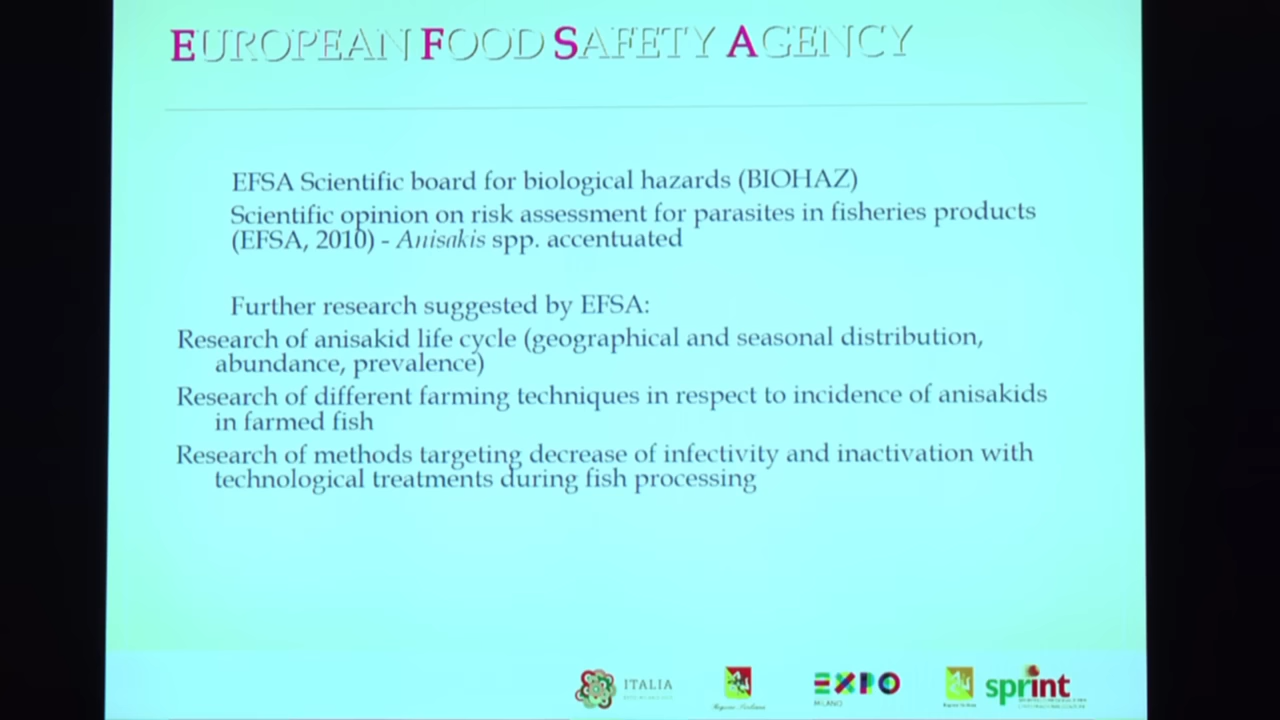 EUROPEAN FOOD SAFETY AGENCY
EFSA Scientific board for biological hazards (BIOHAZ)
Scientific opinion on risk assessment for parasites in fisheries products
(EFSA, 2010) - Anisakis spp. accentuated
Further research suggested by EFSA:
Research of anisakid life cycle (geographical and seasonal distribution,
abundance, prevalence)
Research of different farming techniques in respect to incidence of anisakids
in farmed fish
Research of methods targeting decrease of infectivity and inactivation with
technological treatments during fish processing
ITALIA
EXPO
MILANO
sprint